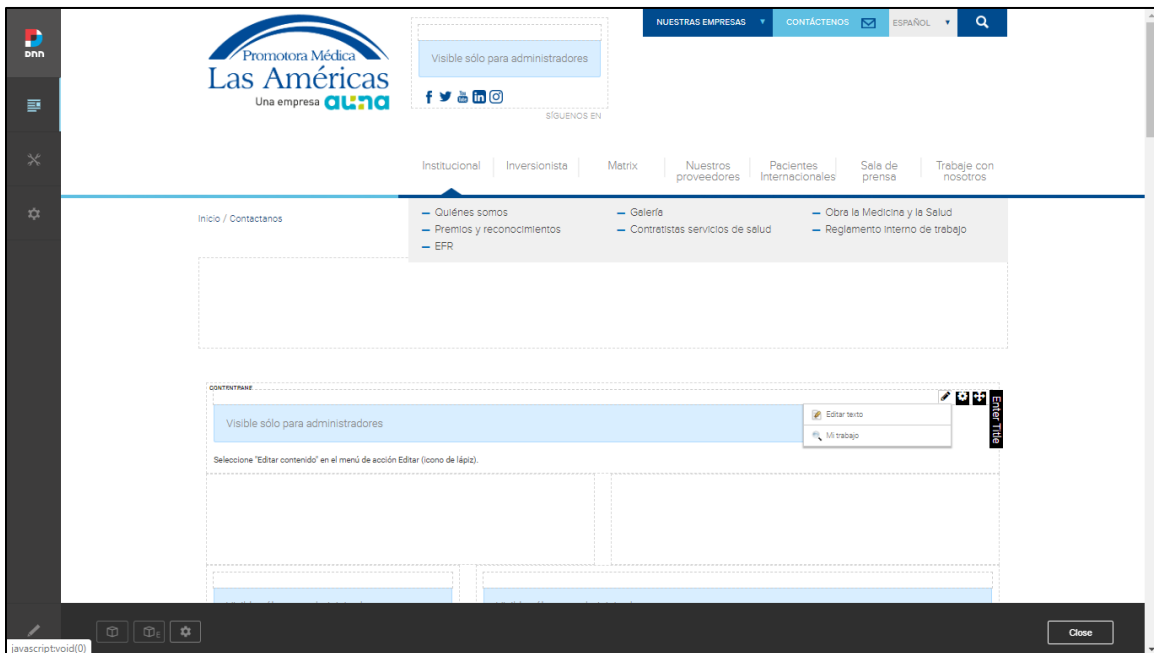 Dnn
Promotora Médica
Las Américas
Una empresa auna
Visible sólo para administradores
SÍGUENOS EN
NUESTRAS EMPRESAS
CONTÁCTENOS
ESPAÑOL
Institucional
Inversionista
Matrix
Nuestros
proveedores
Pacientes
Internacionales
Sala de
prensa
Trabaje con
nosotros
Inicio / Contactanos
Quiénes somos
Premios y reconocimientos
EFR
Galería
Contratistas servicios de salud
Obra la Medicina y la Salud
Reglamento Interno de trabajo
CONTENTPANE
Visible sólo para administradores
Editar texto
Mi trabajo
Enter Title
Seleccione "Editar contenido" en el menú de acción Editar (icono de lápiz).
Close
javascript:void(0)